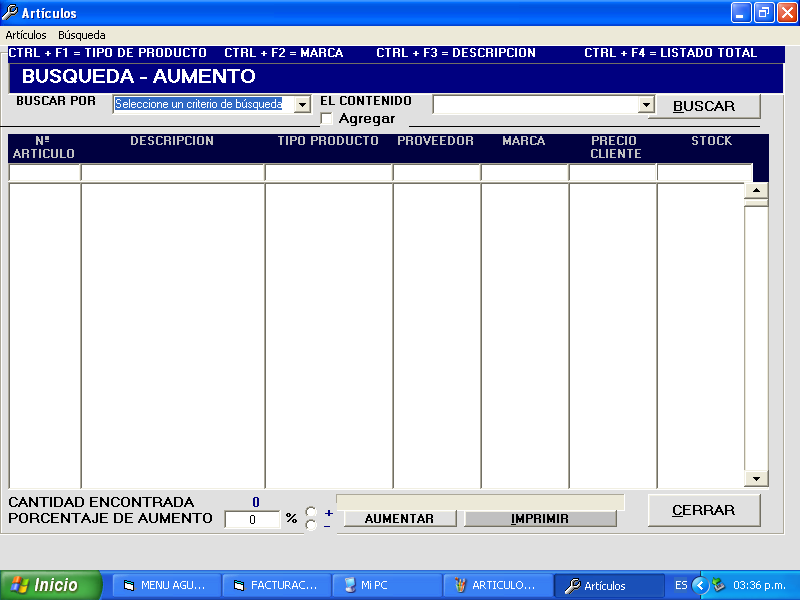 Artículos
Artículos Búsqueda
CTRL + F1 = TIPO DE PRODUCTO CTRL + F2 = MARCA CTRL + F3 = DESCRIPCION CTRL + F4 = LISTADO TOTAL
BUSQUEDA - AUMENTO
BUSCAR POR Seleccione un criterio de búsqueda EL CONTENIDO BUSCAR
Agregar
Nª ARTICULO DESCRIPCION TIPO PRODUCTO PROVEEDOR MARCA PRECIO CLIENTE STOCK
CANTIDAD ENCONTRADA 0
PORCENTAJE DE AUMENTO 0 % + - AUMENTAR IMPRIMIR CERRAR
Inicio MENU AGU... FACTURAC... Mi PC ARTICULO... Artículos ES 03:36 p.m.